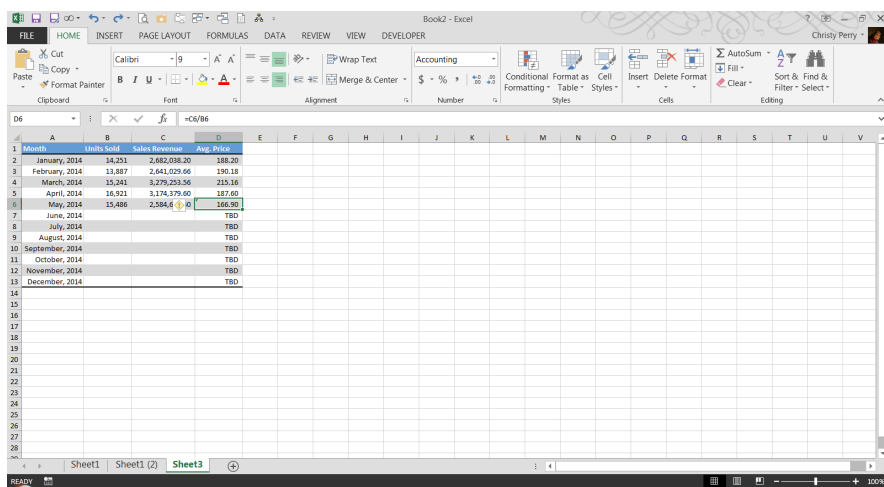 Book2 - Excel
FILE HOME INSERT PAGE LAYOUT FORMULAS DATA REVIEW VIEW DEVELOPER Christy Perry
Cut
Copy
Format Painter
Paste
Clipboard
Calibri 9
B I U
Font
Wrap Text
Merge & Center
Alignment
Accounting
$ % ,
Number
Conditional Formatting
Format as Table
Cell Styles
Styles
Insert Delete Format
Cells
AutoSum
Fill
Clear
Sort & Filter
Find & Select
Editing
D6 fx =C6/B6
A B C D E F G H I J K L M N O P Q R S T U V
1 Month Units Sold Sales Revenue Avg. Price
2 January, 2014 14,251 2,682,038.20 188.20
3 February, 2014 13,887 2,641,029.66 190.18
4 March, 2014 15,241 3,279,253.56 215.16
5 April, 2014 16,921 3,174,379.60 187.60
6 May, 2014 15,486 2,584,6 0 166.90
7 June, 2014 TBD
8 July, 2014 TBD
9 August, 2014 TBD
10 September, 2014 TBD
11 October, 2014 TBD
12 November, 2014 TBD
13 December, 2014 TBD
14
15
16
17
18
19
20
21
22
23
24
25
26
27
28
Sheet1 Sheet1 (2) Sheet3
READY 100%